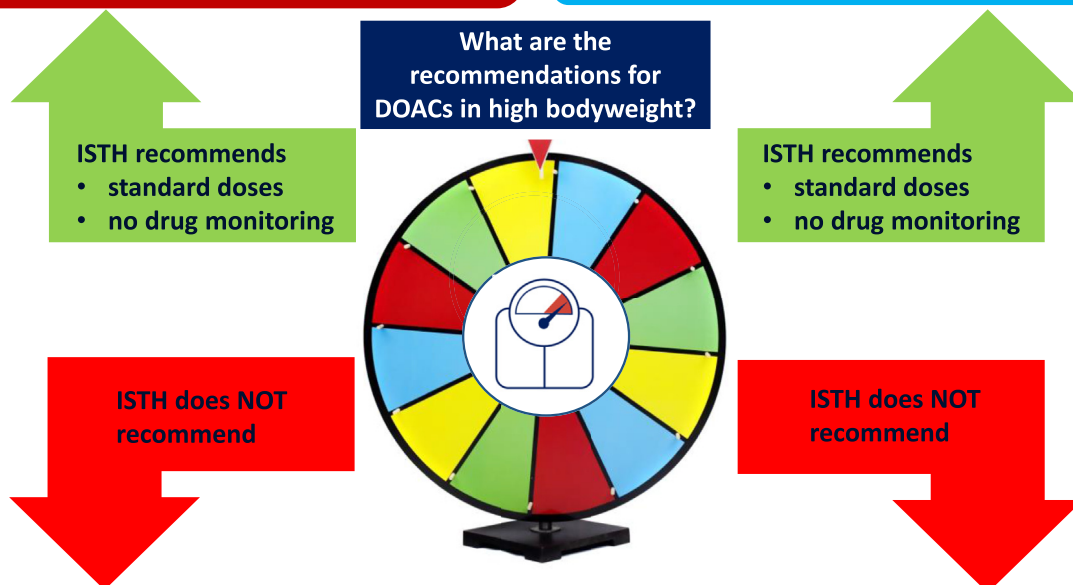 What are the
recommendations for
DOACs in high bodyweight?
ISTH recommends
• standard doses
• no drug monitoring
ISTH recommends
• standard doses
• no drug monitoring
ISTH does NOT
recommend
ISTH does NOT
recommend